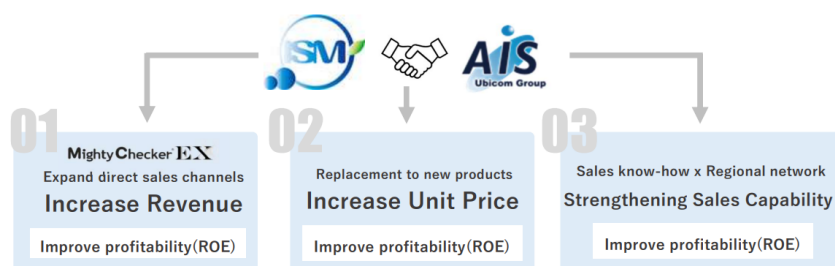 ISM
AIS
Ubicom Group
01
MightyChecker EX
Expand direct sales channels
Increase Revenue
Improve profitability(ROE)
02
Replacement to new products
Increase Unit Price
Improve profitability(ROE)
03
Sales know-how x Regional network
Strengthening Sales Capability
Improve profitability(ROE)